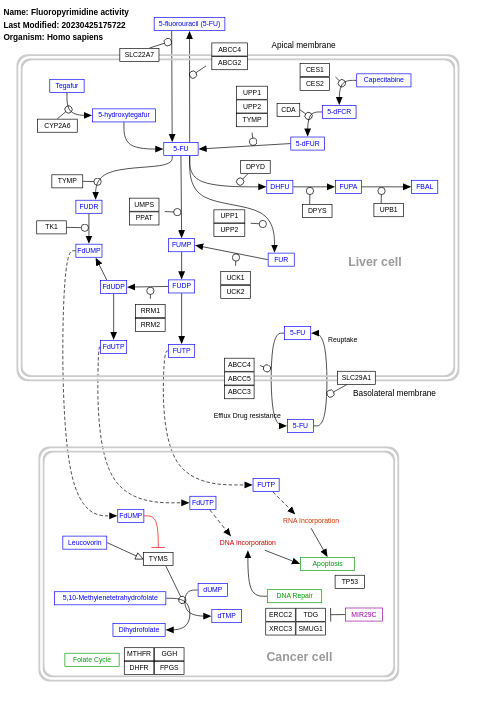 Name: Fluoropyrimidine activity
Last Modified: 20230425175722
Organism: Homo sapiens
5-fluorouracil (5-FU)
Apical membrane
SLC22A7
ABCC4
ABCG2
CES1
CES2
Capecitabine
Tegafur
UPP1
UPP2
TYMP
CDA
5-dFCR
5-hydroxytegafur
CYP2A6
5-FU
5-dFUR
DPYD
TYMP
DHFU
FUPA
FBAL
FUDR
UMPS
PPAT
UPP1
UPP2
DPYS
UPB1
TK1
FdUMP
FUMP
FUR
Liver cell
UCK1
UCK2
FdUDP
FUDP
RRM1
RRM2
5-FU
Reuptake
FdUTP
FUTP
ABCC4
ABCC5
ABCC3
SLC29A1
Basolateral membrane
Efflux Drug resistance
5-FU
FUTP
FdUTP
FdUMP
RNA Incorporation
DNA Incorporation
Leucovorin
TYMS
Apoptosis
TP53
5,10-Methylenetetrahydrofolate
dUMP
DNA Repair
dTMP
ERCC2
TDG
XRCC3
SMUG1
MIR29C
Dihydrofolate
Folate Cycle
MTHFR
GGH
DHFR
FPGS
Cancer cell